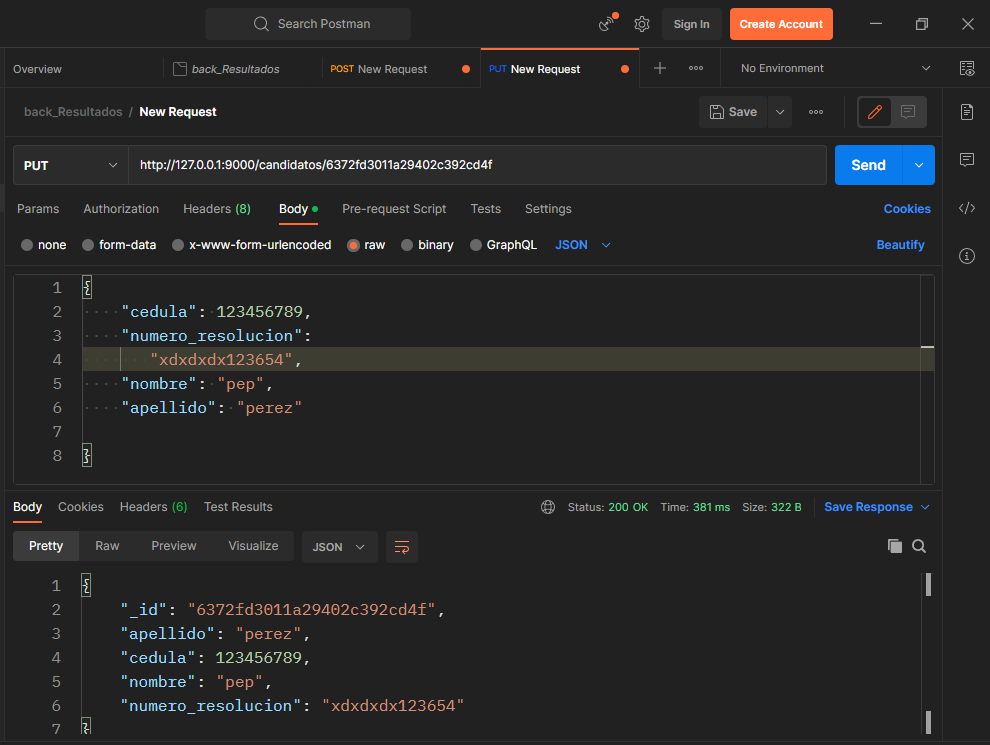 Search Postman
Sign In
Create Account
Overview
back_Resultados
POST New Request
PUT New Request
No Environment
back_Resultados / New Request
Save
PUT
http://127.0.0.1:9000/candidatos/6372fd3011a29402c392cd4f
Send
Params Authorization Headers (8) Body Pre-request Script Tests Settings Cookies
none form-data x-www-form-urlencoded raw binary GraphQL JSON Beautify
1 {
2 "cedula": 123456789,
3 "numero_resolucion":
4 "xdxdxdx123654",
5 "nombre": "pep",
6 "apellido": "perez"
7
8 }
Body Cookies Headers (6) Test Results Status: 200 OK Time: 381 ms Size: 322 B Save Response
Pretty Raw Preview Visualize JSON
1 {
2 "_id": "6372fd3011a29402c392cd4f",
3 "apellido": "perez",
4 "cedula": 123456789,
5 "nombre": "pep",
6 "numero_resolucion": "xdxdxdx123654"
7 }